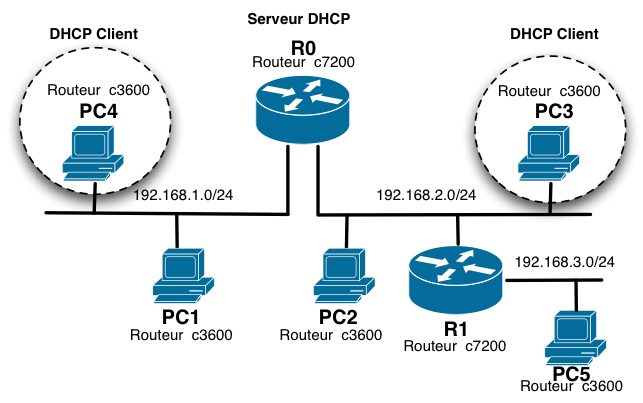 Serveur DHCP
DHCP Client
R0
DHCP Client
Routeur c7200
Routeur c3600
PC4
Routeur c3600
PC3
192.168.1.0/24
192.168.2.0/24
192.168.3.0/24
PC1
Routeur c3600
PC2
Routeur c3600
R1
Routeur c7200
PC5
Routeur c3600